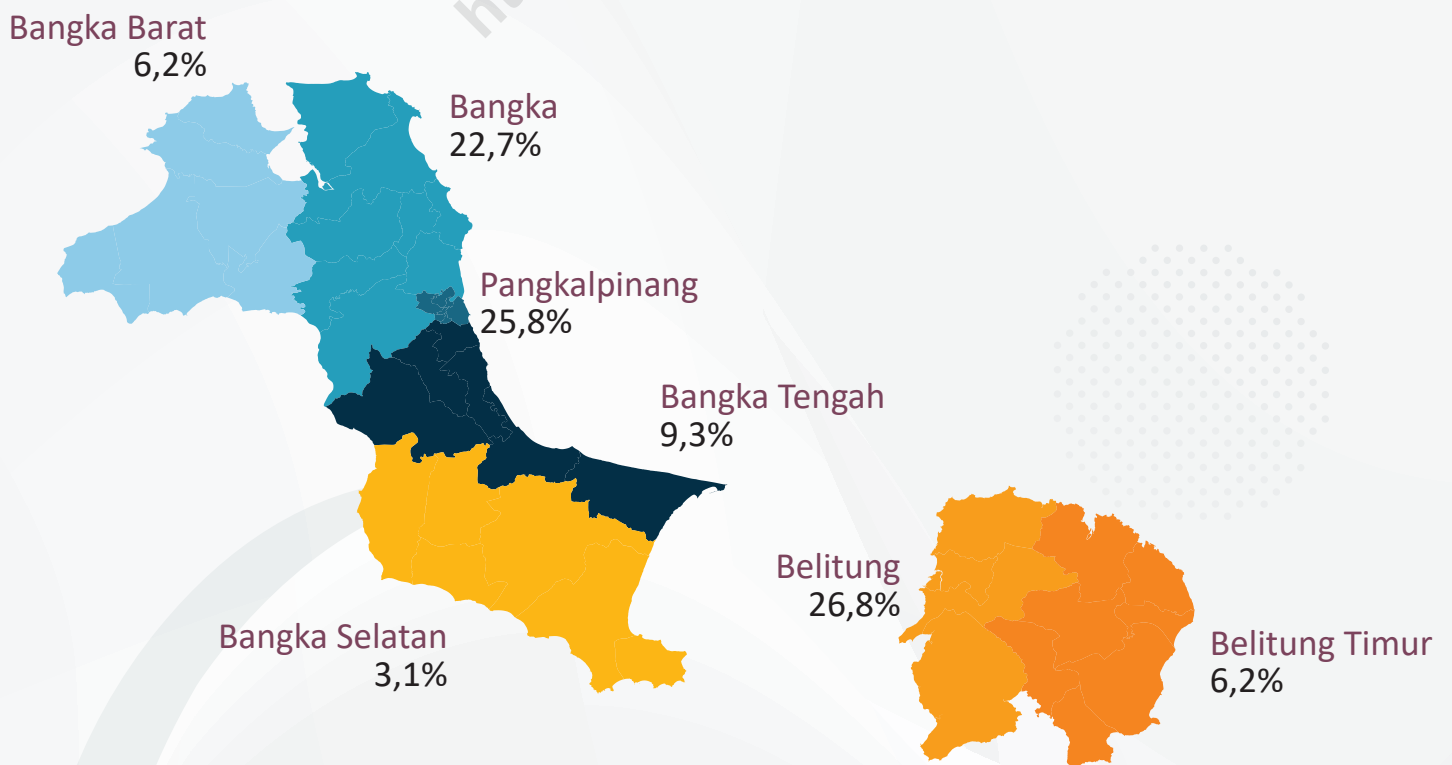 Bangka Barat
6,2%
Bangka
22,7%
Pangkalpinang
25,8%
Bangka Tengah
9,3%
Belitung
26,8%
Bangka Selatan
3,1%
Belitung Timur
6,2%